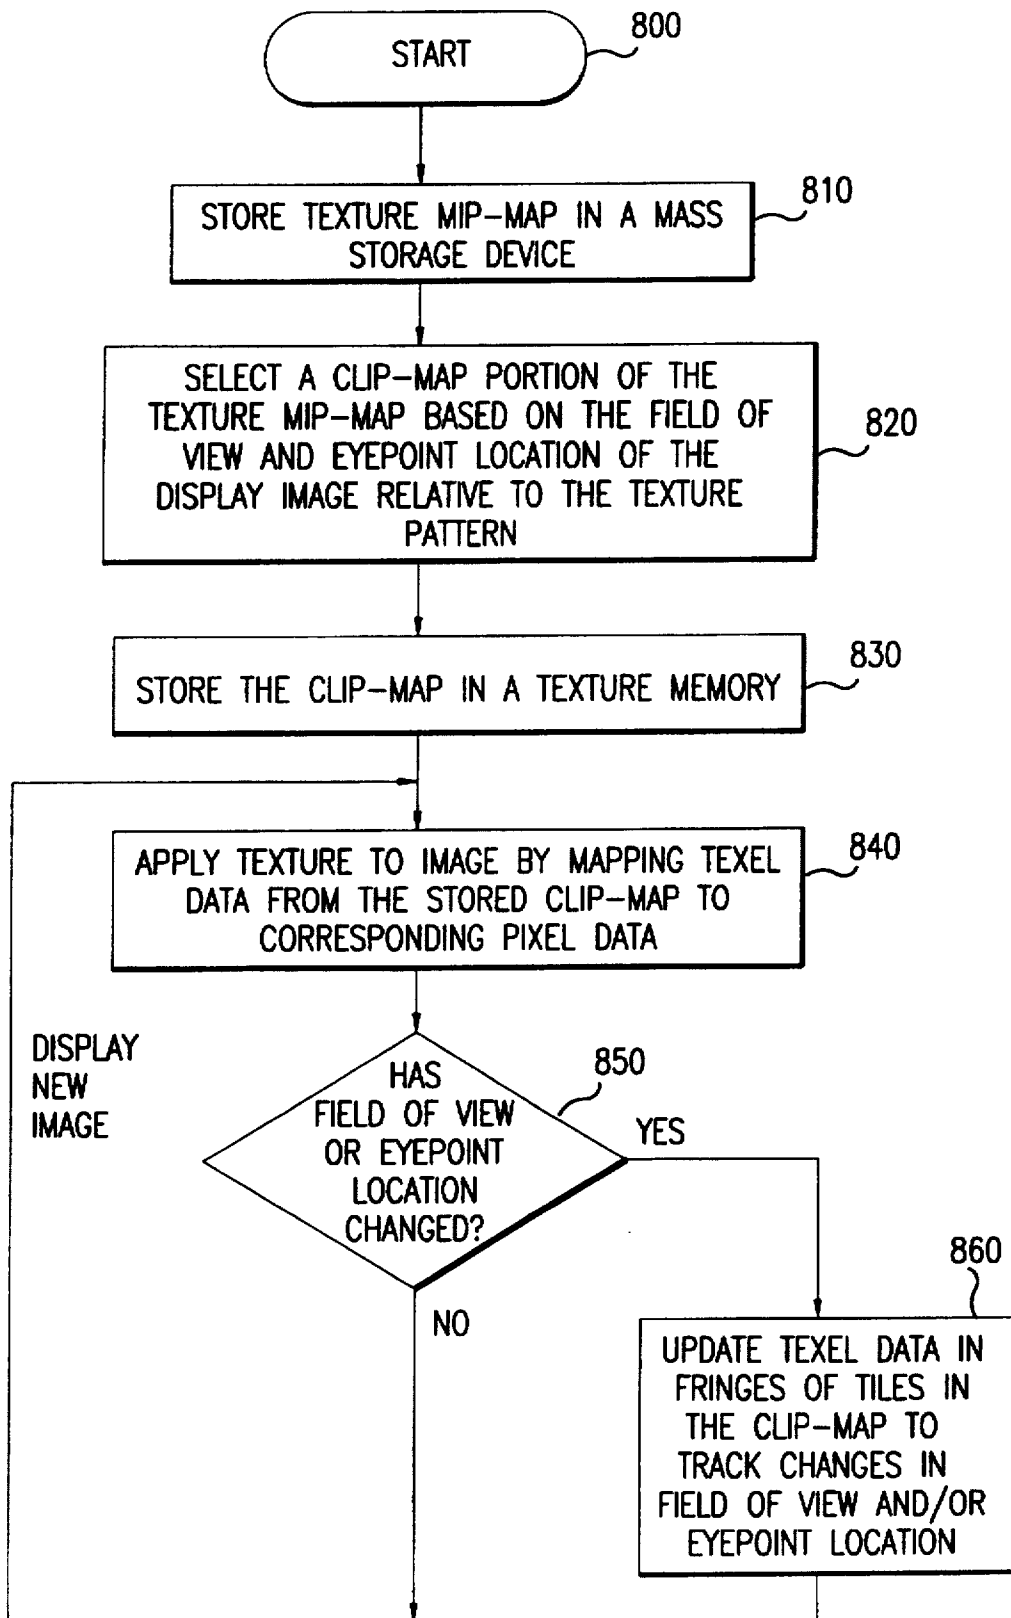 START
800
STORE TEXTURE MIP-MAP IN A MASS
STORAGE DEVICE
810
SELECT A CLIP-MAP PORTION OF THE
TEXTURE MIP-MAP BASED ON THE FIELD OF
VIEW AND EYEPOINT LOCATION OF THE
DISPLAY IMAGE RELATIVE TO THE TEXTURE
PATTERN
820
STORE THE CLIP-MAP IN A TEXTURE MEMORY
830
APPLY TEXTURE TO IMAGE BY MAPPING TEXEL
DATA FROM THE STORED CLIP-MAP TO
CORRESPONDING PIXEL DATA
840
DISPLAY
NEW
IMAGE
HAS
FIELD OF VIEW
OR EYEPOINT
LOCATION
CHANGED?
850
YES
NO
860
UPDATE TEXEL DATA IN
FRINGES OF TILES IN
THE CLIP-MAP TO
TRACK CHANGES IN
FIELD OF VIEW AND/OR
EYEPOINT LOCATION